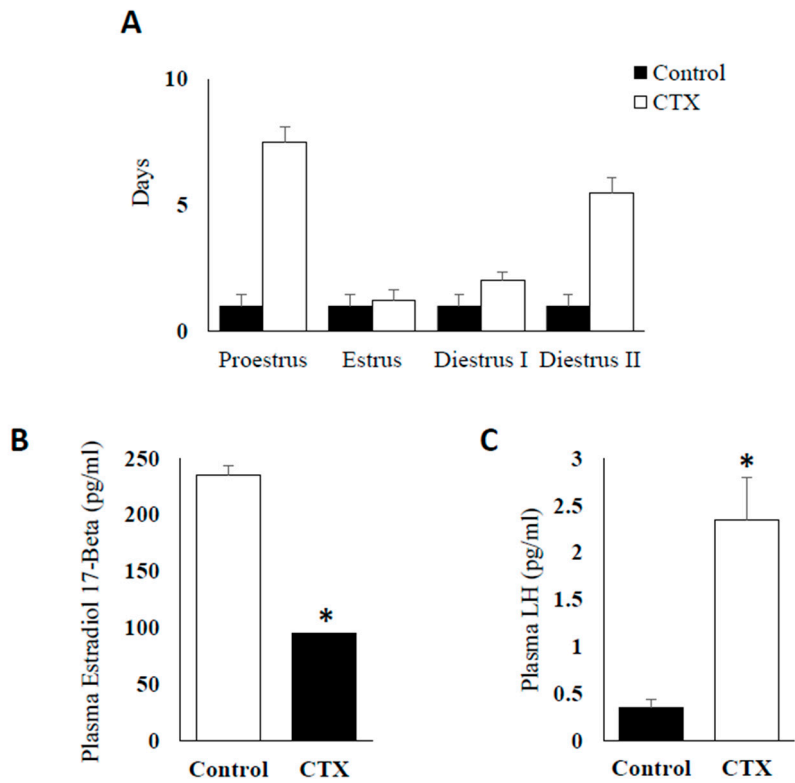 A
10
5
0
Days
Control
CTX
Proestrus
Estrus
Diestrus I
Diestrus II
B
Plasma Estradiol 17-Beta (pg/ml)
250
200
150
100
50
0
*
Control
CTX
C
Plasma LH (pg/ml)
3
2.5
2
1.5
1
0.5
0
*
Control
CTX